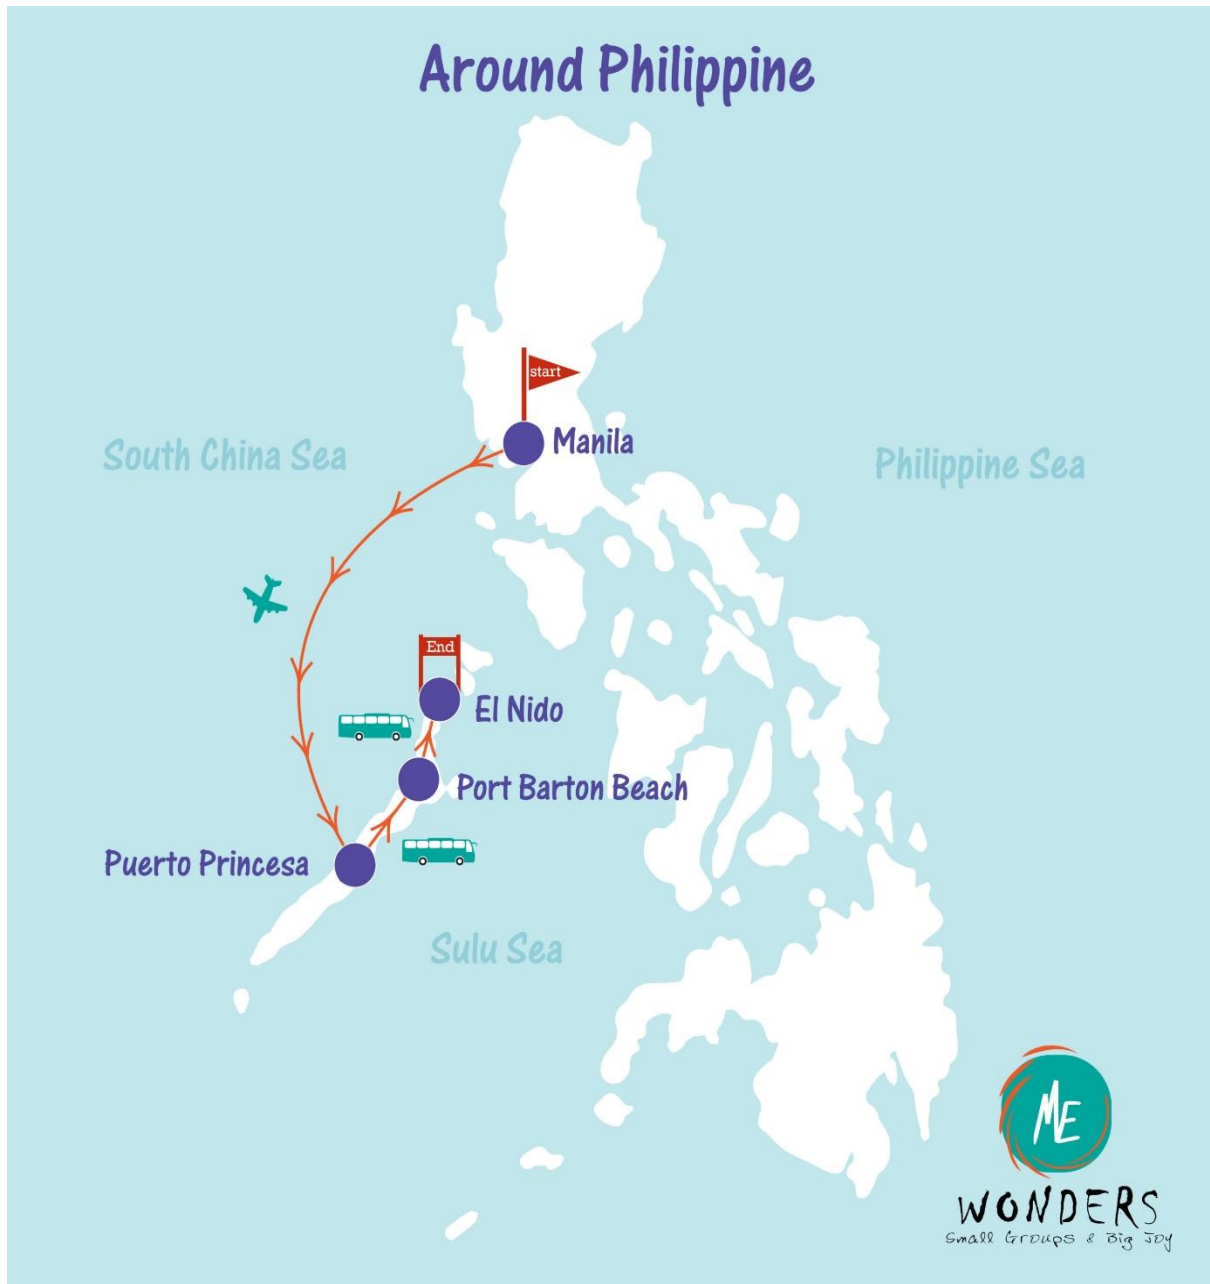 Around Philippine
start
Manila
South China Sea
Philippine Sea
End
El Nido
Port Barton Beach
Puerto Princesa
Sulu Sea
ME
WONDERS
Small Groups & Big Joy